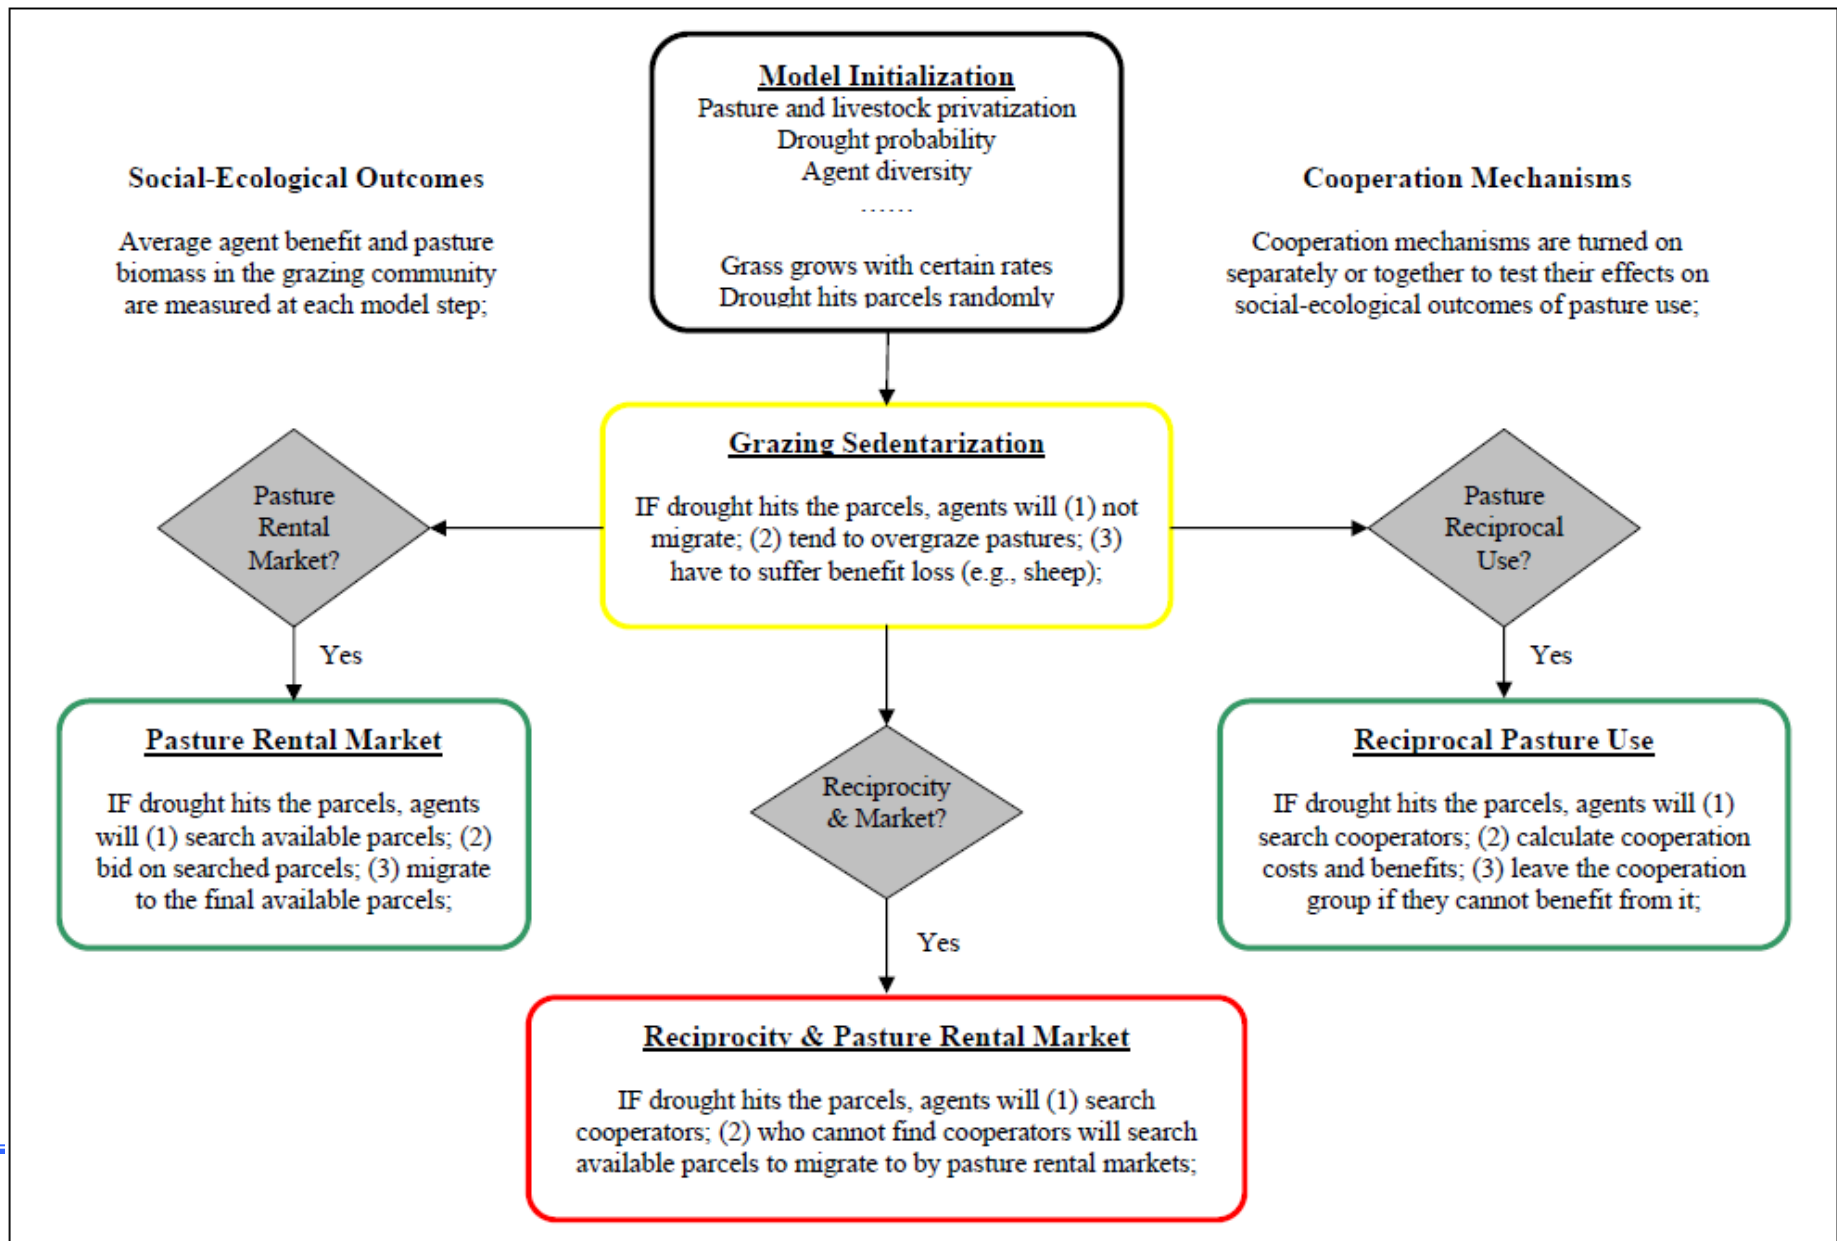 Model Initialization
Pasture and livestock privatization
Drought probability
Agent diversity
......
Grass grows with certain rates
Drought hits parcels randomly
Social-Ecological Outcomes
Average agent benefit and pasture
biomass in the grazing community
are measured at each model step;
Cooperation Mechanisms
Cooperation mechanisms are turned on
separately or together to test their effects on
social-ecological outcomes of pasture use;
Grazing Sedentarization
IF drought hits the parcels, agents will (1) not
migrate; (2) tend to overgraze pastures; (3)
have to suffer benefit loss (e.g., sheep);
Pasture
Rental
Market?
Yes
Pasture
Reciprocal
Use?
Yes
Pasture Rental Market
IF drought hits the parcels, agents
will (1) search available parcels; (2)
bid on searched parcels; (3) migrate
to the final available parcels;
Reciprocity
& Market?
Yes
Reciprocal Pasture Use
IF drought hits the parcels, agents will (1)
search cooperators; (2) calculate cooperation
costs and benefits; (3) leave the cooperation
group if they cannot benefit from it;
Reciprocity & Pasture Rental Market
IF drought hits the parcels, agents will (1) search
cooperators; (2) who cannot find cooperators will search
available parcels to migrate to by pasture rental markets;